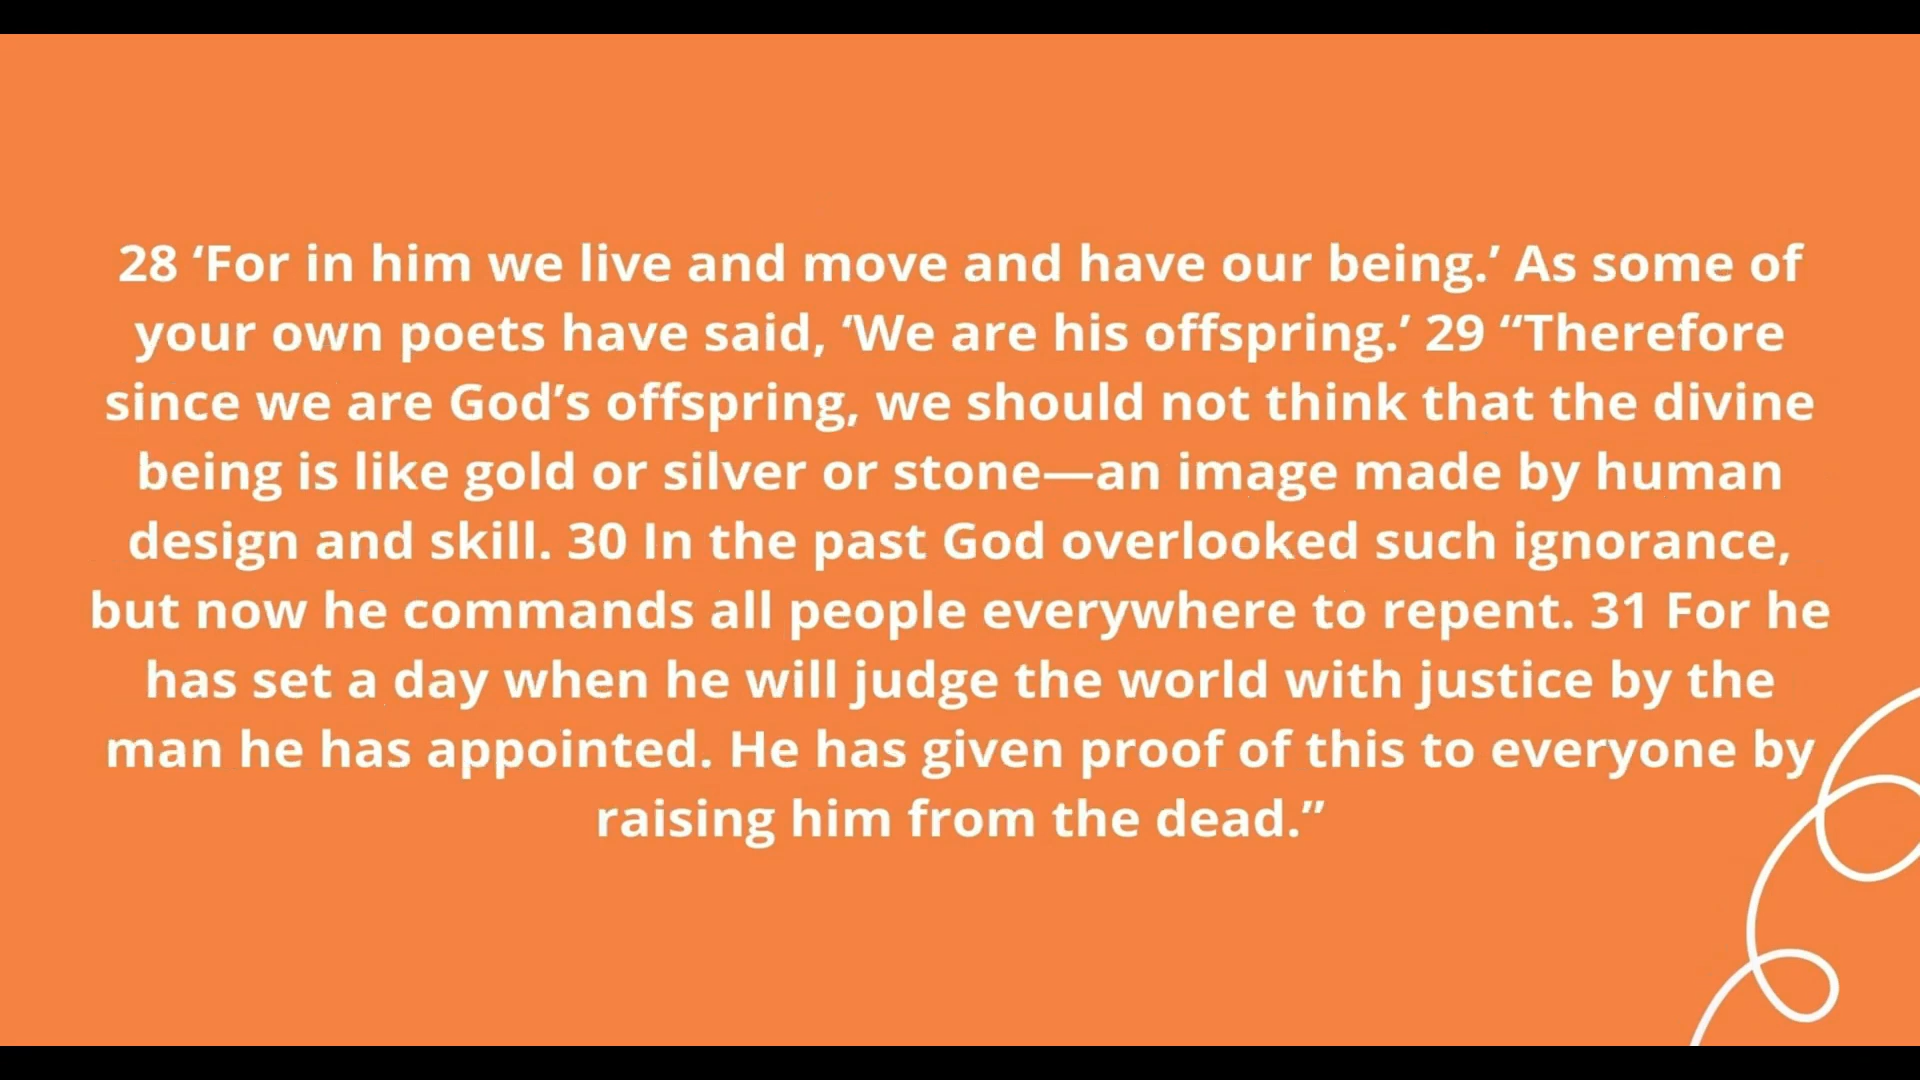 28 ‘For in him we live and move and have our being.’ As some of
your own poets have said, ‘We are his offspring.’ 29 “Therefore
since we are God’s offspring, we should not think that the divine
being is like gold or silver or stone—an image made by human
design and skill. 30 In the past God overlooked such ignorance,
but now he commands all people everywhere to repent. 31 For he
has set a day when he will judge the world with justice by the
man he has appointed. He has given proof of this to everyone by
raising him from the dead.”